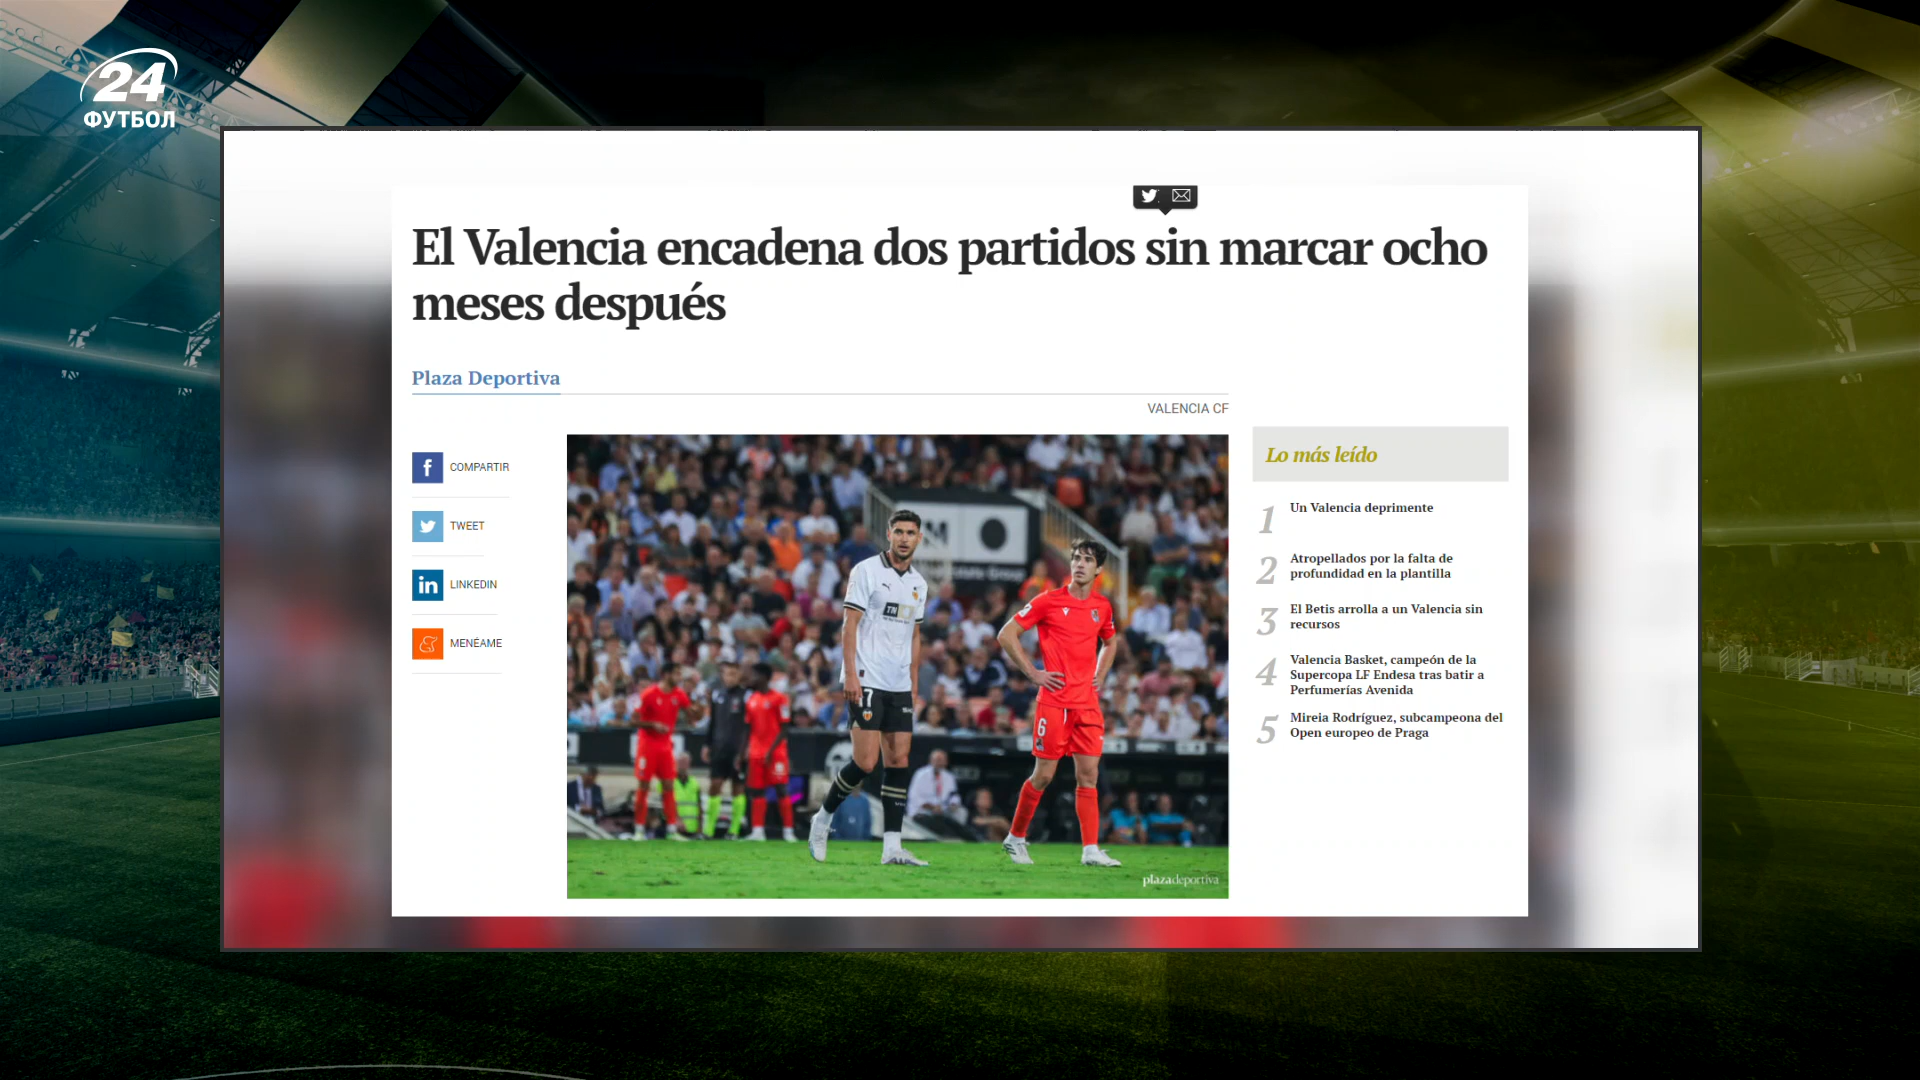 24
ФУТБОЛ
El Valencia encadena dos partidos sin marcar ocho
meses después
Plaza Deportiva
VALENCIA CF
COMPARTIR
TWEET
LINKEDIN
MENÉAME
TM
7
6
plazadeportiva
Lo más leído
1 Un Valencia deprimente
2 Atropellados por la falta de
profundidad en la plantilla
3 El Betis arrolla a un Valencia sin
recursos
4 Valencia Basket, campeón de la
Supercopa LF Endesa tras batir a
Perfumerías Avenida
5 Mireia Rodríguez, subcampeona del
Open europeo de Praga